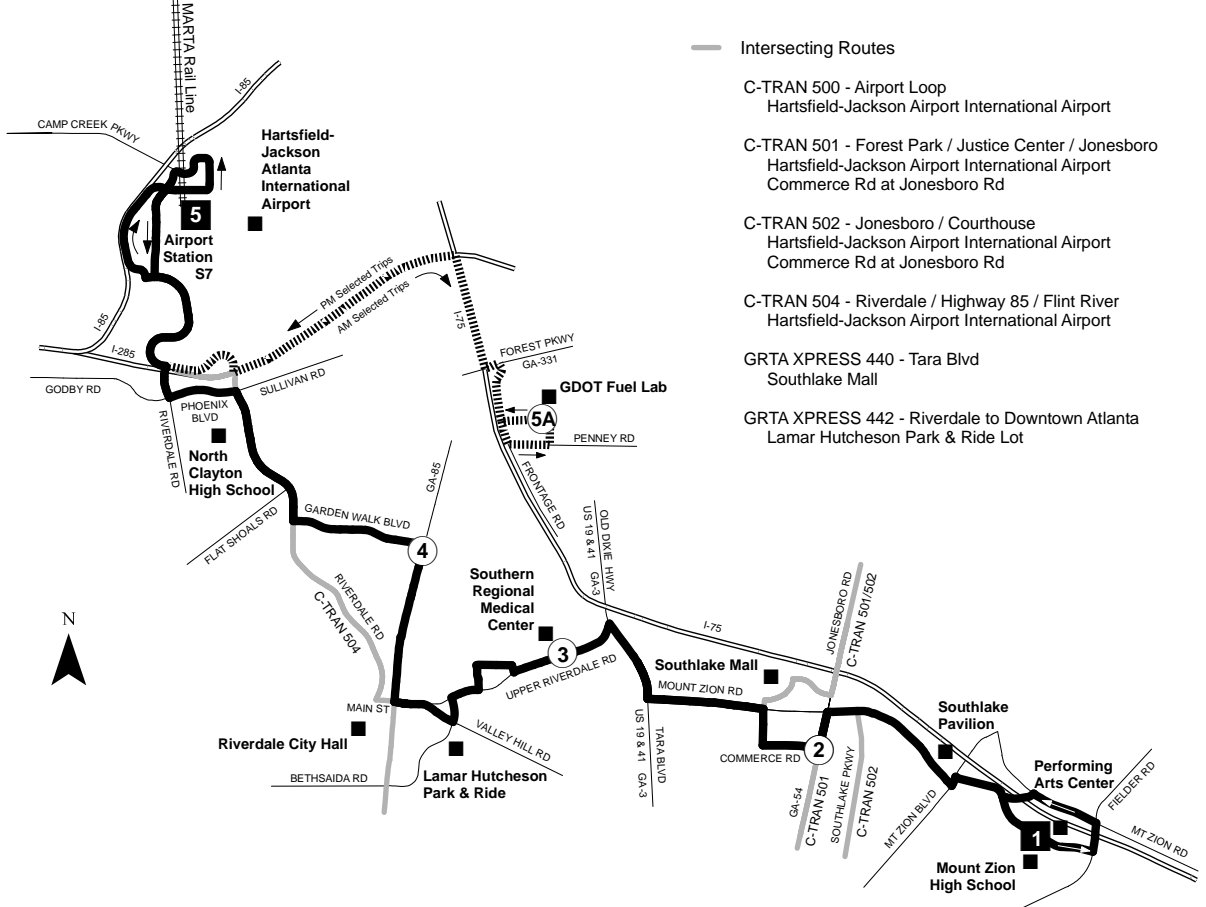 MARTA Rail Line
I-85
CAMP CREEK PKWY
Hartsfield-
Jackson
Atlanta
International
Airport
5
Airport
Station
S7
I-85
I-285
GODBY RD
PHOENIX
BLVD
SULLIVAN RD
RIVERDALE RD
North
Clayton
High School
PM Selected Trips
AM Selected Trips
I-75
FOREST PKWY
GA-331
GDOT Fuel Lab
5A
PENNEY RD
FRONTAGE RD
GA-85
FLAT SHOALS RD
GARDEN WALK BLVD
4
RIVERDALE RD
C-TRAN 504
N
Southern
Regional
Medical
Center
3
UPPER RIVERDALE RD
OLD DIXIE HWY
US 19 & 41 GA-3
I-75
MAIN ST
Riverdale City Hall
BETHSAIDA RD
VALLEY HILL RD
Lamar Hutcheson
Park & Ride
Southlake Mall
MOUNT ZION RD
US 19 & 41 GA-3
TARA BLVD
JONESBORO RD
C-TRAN 501/502
COMMERCE RD
2
GA-54
C-TRAN 501
SOUTHLAKE PKWY
C-TRAN 502
Southlake
Pavilion
MT ZION BLVD
Performing
Arts Center
FIELDER RD
MT ZION RD
1
Mount Zion
High School
Intersecting Routes
C-TRAN 500 - Airport Loop
Hartsfield-Jackson Airport International Airport
C-TRAN 501 - Forest Park / Justice Center / Jonesboro
Hartsfield-Jackson Airport International Airport
Commerce Rd at Jonesboro Rd
C-TRAN 502 - Jonesboro / Courthouse
Hartsfield-Jackson Airport International Airport
Commerce Rd at Jonesboro Rd
C-TRAN 504 - Riverdale / Highway 85 / Flint River
Hartsfield-Jackson Airport International Airport
GRTA XPRESS 440 - Tara Blvd
Southlake Mall
GRTA XPRESS 442 - Riverdale to Downtown Atlanta
Lamar Hutcheson Park & Ride Lot